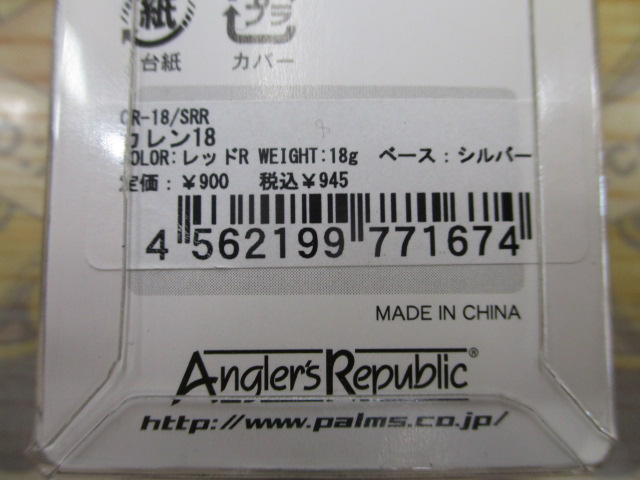 紙
プラ
台紙 カバー
CR-18/SRR
カレン18
COLOR:レッドR WEIGHT:18g ベース：シルバー
定価：¥900 税込¥945
4 562199 771674
MADE IN CHINA
Angler's Republic®
http://www.palms.co.jp/